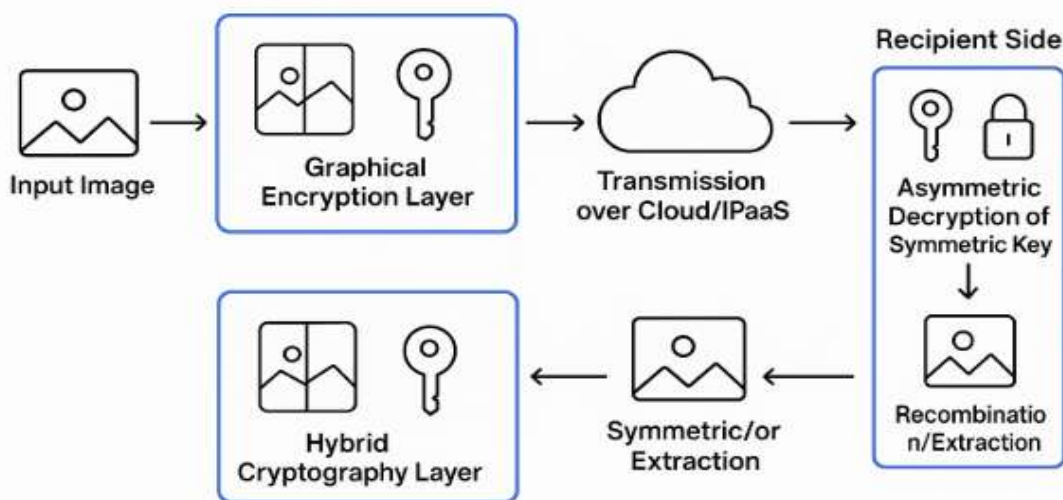 Input Image
Graphical
Encryption Layer
Transmission
over Cloud/IPaaS
Recipient Side
Asymmetric
Decryption of
Symmetric Key
Recombinatio
n/Extraction
Symmetric/or
Extraction
Hybrid
Cryptography Layer